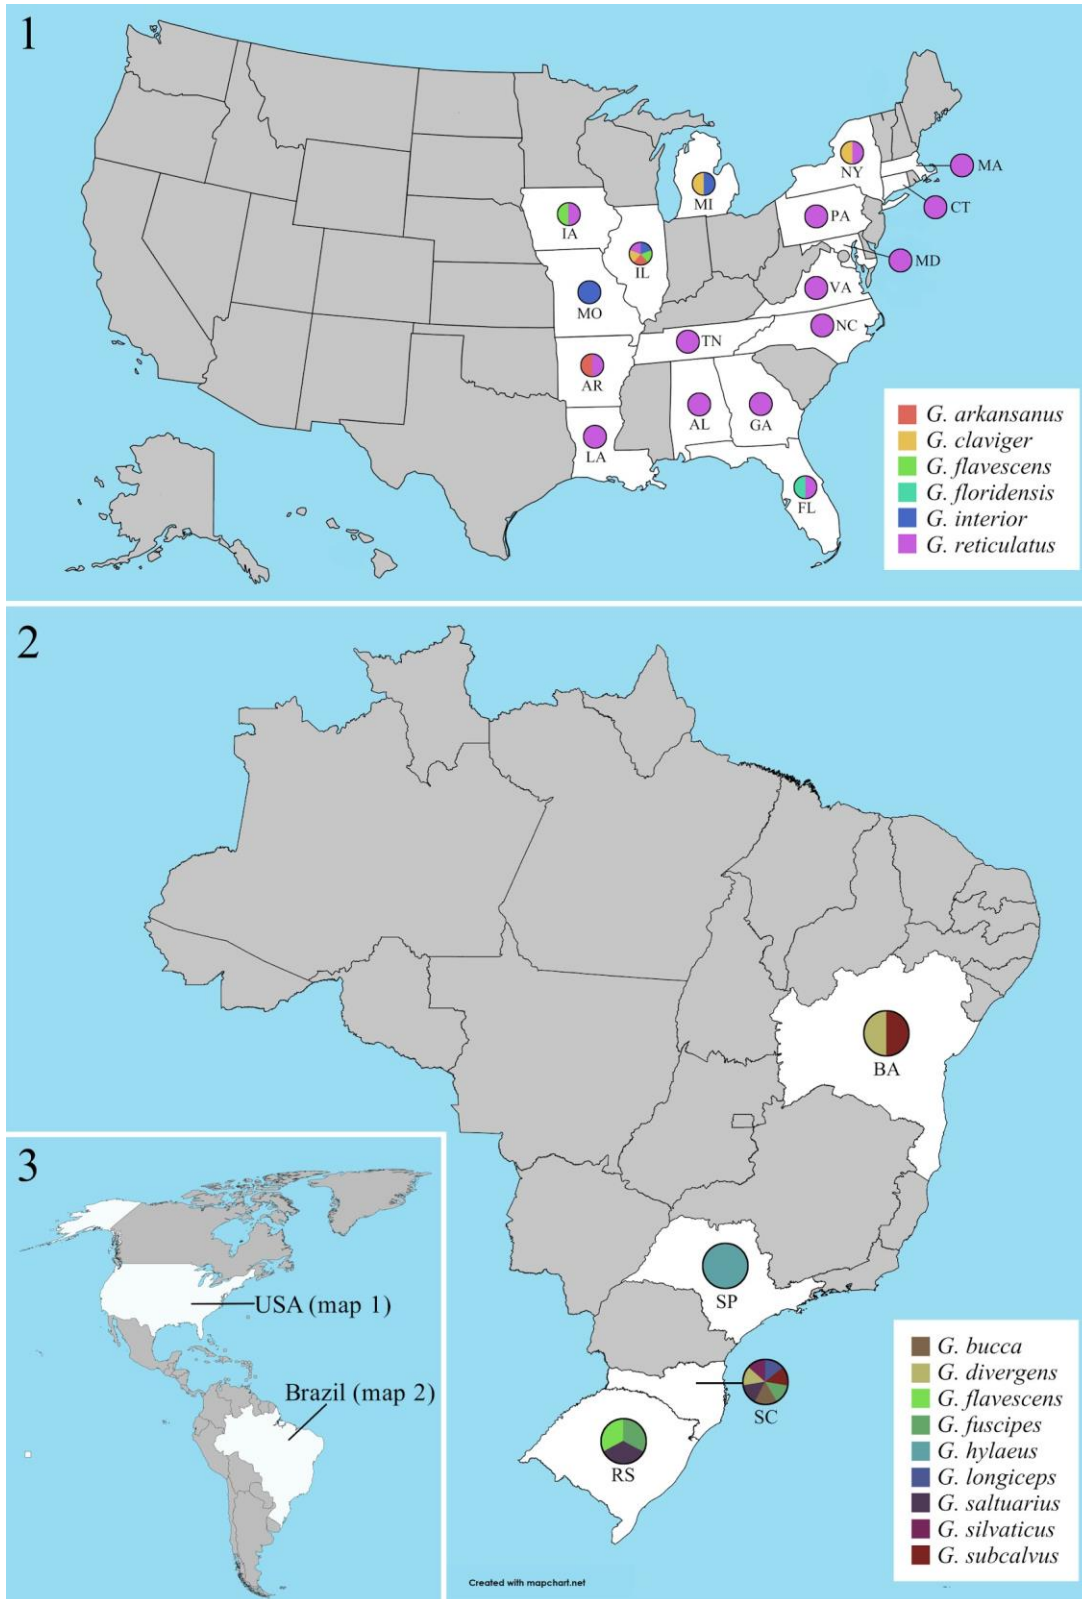 1
NY
MA
MI
CT
PA
IA
IL
MD
VA
MO
NC
TN
AR
AL
GA
LA
FL
G. arkansanus
G. claviger
G. flavescens
G. floridensis
G. interior
G. reticulatus
2
BA
SP
SC
RS
G. bucca
G. divergens
G. flavescens
G. fuscipes
G. hylaeus
G. longiceps
G. saltuarius
G. silvaticus
G. subcalvus
3
USA (map 1)
Brazil (map 2)
Created with mapchart.net